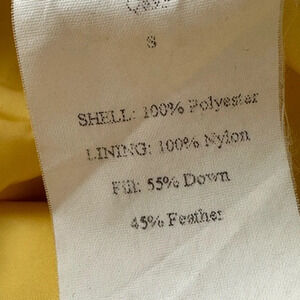 S
SHELL: 100% Polyester
LINING: 100% Nylon
Fill: 55% Down
45% Feather